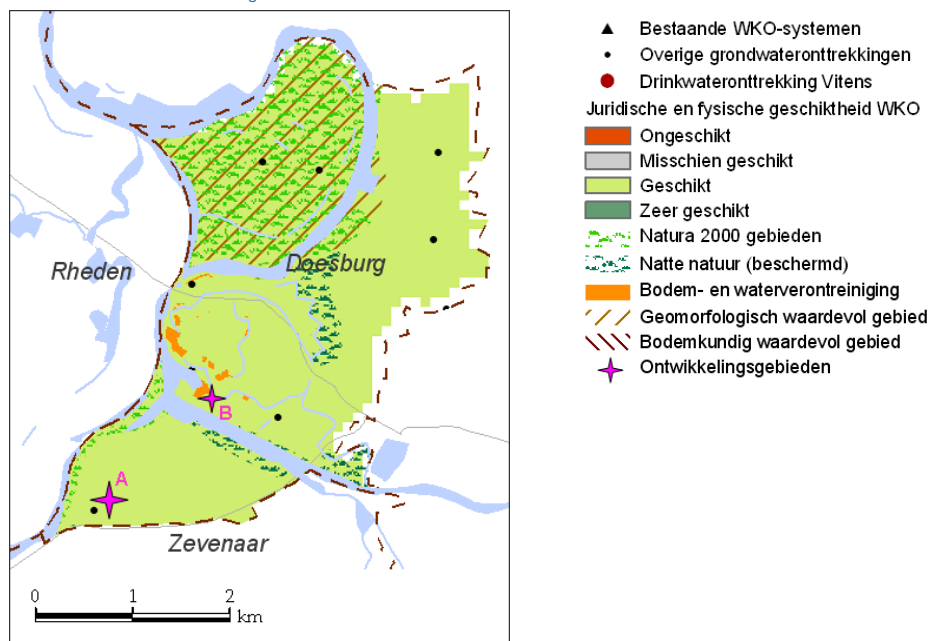 Rheden
Doesburg
B
A
Zevenaar
0 1 2
km
Bestaande WKO-systemen
Overige grondwateronttrekkingen
Drinkwateronttrekking Vitens
Juridische en fysische geschiktheid WKO
Ongeschikt
Misschien geschikt
Geschikt
Zeer geschikt
Natura 2000 gebieden
Natte natuur (beschermd)
Bodem- en waterverontreiniging
Geomorfologisch waardevol gebied
Bodemkundig waardevol gebied
Ontwikkelingsgebieden